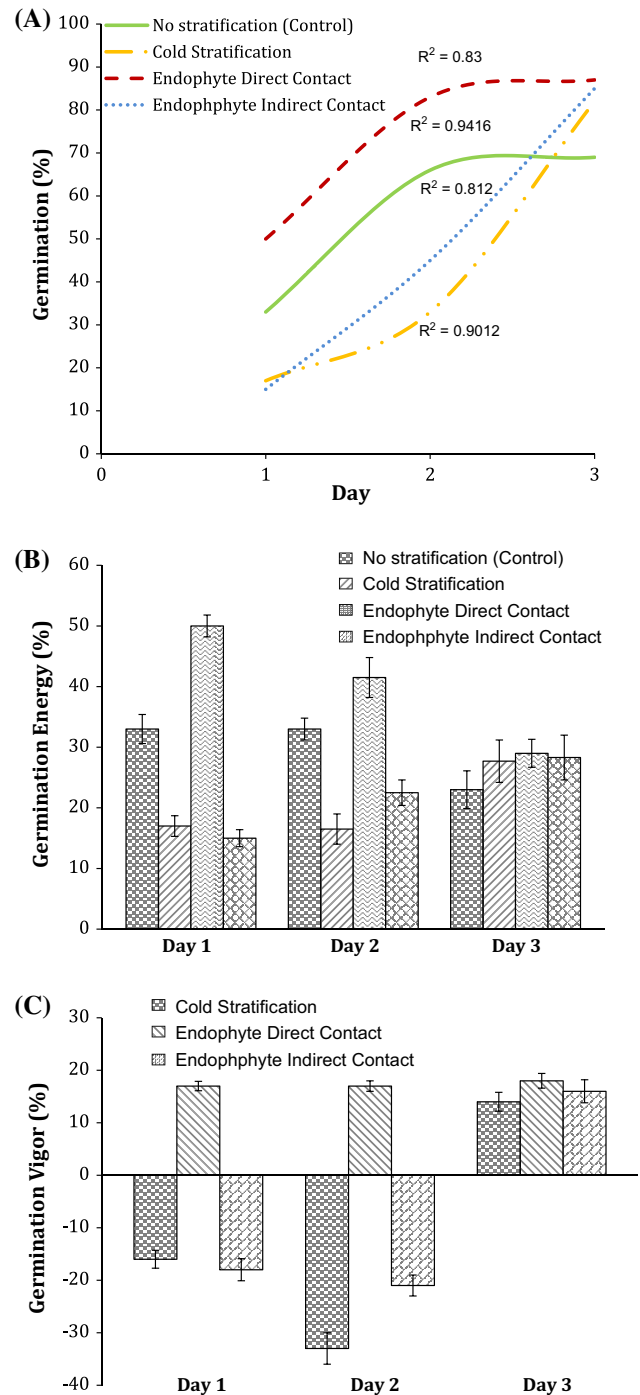 (A)
No stratification (Control)
Cold Stratification
Endophyte Direct Contact
Endophphyte Indirect Contact
R² = 0.83
R² = 0.9416
R² = 0.812
R² = 0.9012
Germination (%)
100
90
80
70
60
50
40
30
20
10
0
0 1 2 3
Day
(B)
No stratification (Control)
Cold Stratification
Endophyte Direct Contact
Endophphyte Indirect Contact
Germination Energy (%)
60
50
40
30
20
10
0
Day 1 Day 2 Day 3
(C)
Cold Stratification
Endophyte Direct Contact
Endophphyte Indirect Contact
Germination Vigor (%)
30
20
10
0
-10
-20
-30
-40
Day 1 Day 2 Day 3